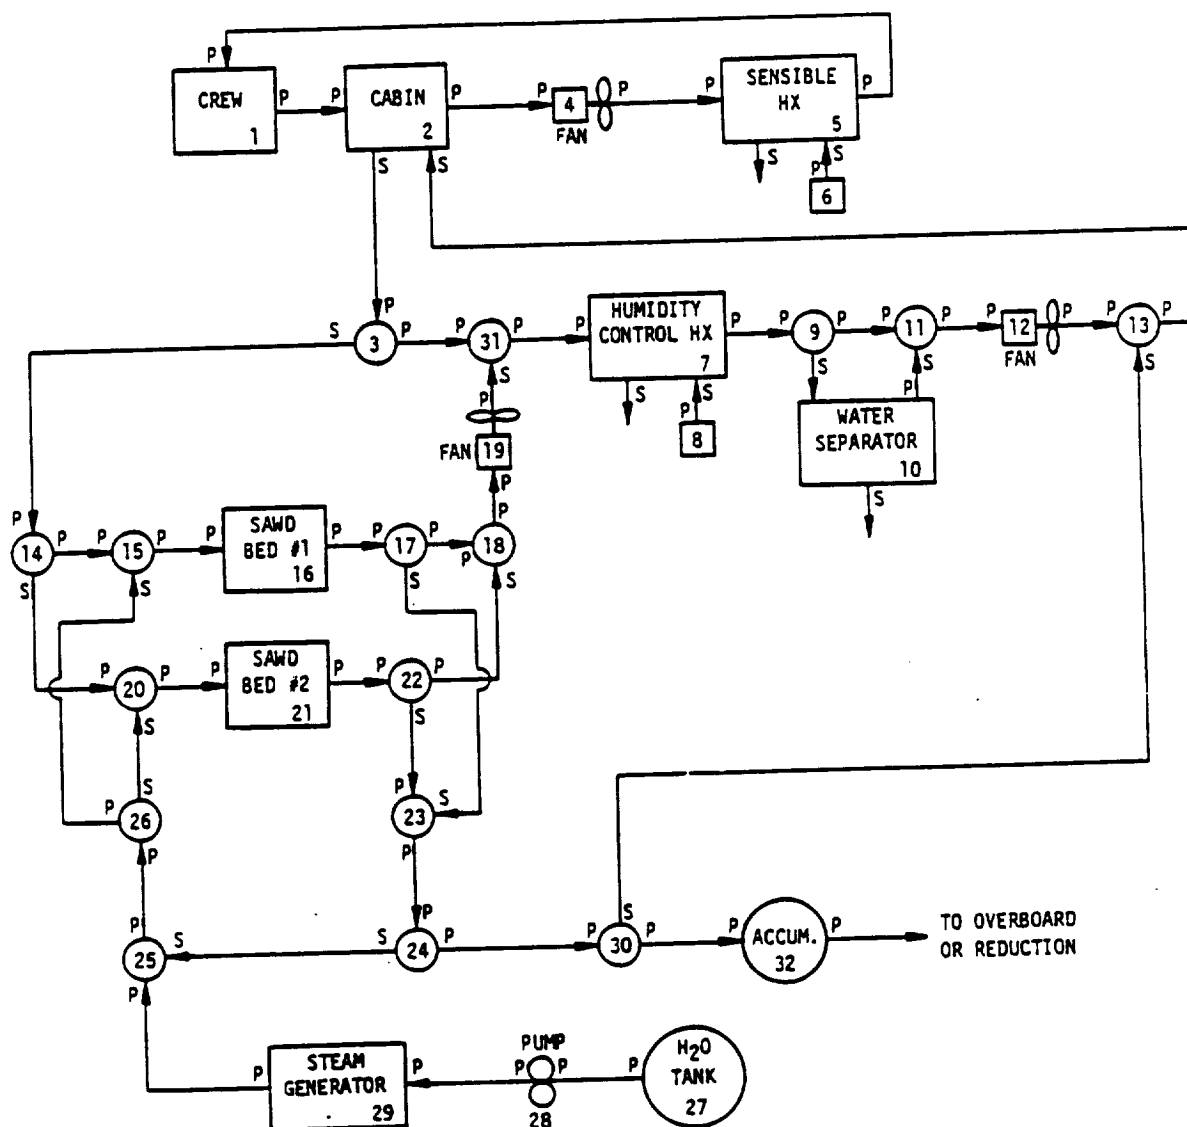 P
CREW
1
P
P
CABIN
2
P
S
S
P
4
FAN
P
P
SENSIBLE
HX
5
P
S
S
P
6
P
S
3
P
P
31
P
S
P
HUMIDITY
CONTROL HX
7
P
S
S
P
8
P
9
P
S
P
11
P
S
P
P
WATER
SEPARATOR
10
S
P
12
FAN
P
P
13
P
S
P
FAN
19
P
P
14
P
S
P
15
P
S
P
SAWD
BED #1
16
P
P
17
P
S
P
18
P
S
P
20
P
S
P
SAWD
BED #2
21
P
P
22
P
S
P
23
S
P
S
P
26
P
P
25
S
P
P
S
24
P
P
30
S
P
P
ACCUM.
32
P
TO OVERBOARD
OR REDUCTION
P
STEAM
GENERATOR
29
P
PUMP
P
P
28
P
H2O
TANK
27